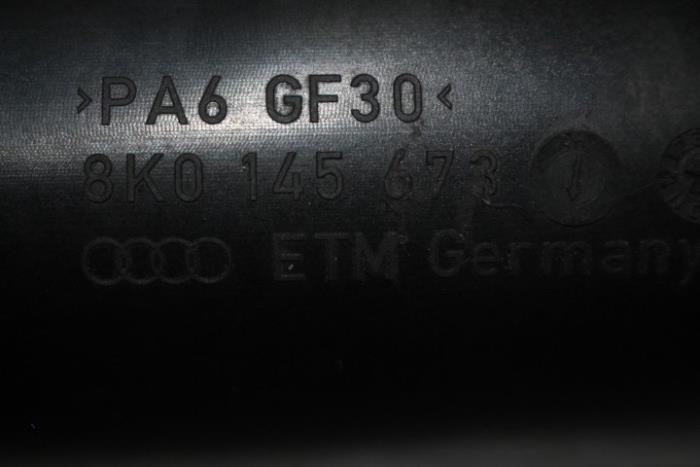 >PA6 GF30<
8K0 145 673
ETM Germany